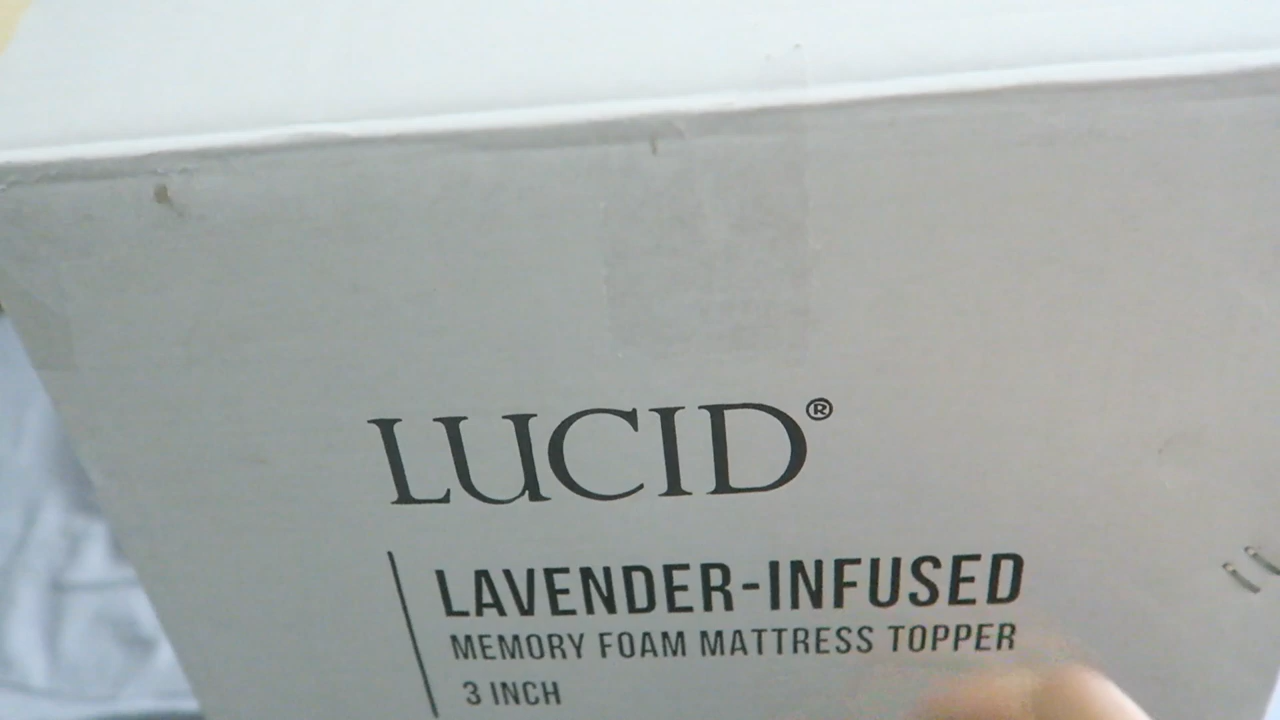 LUCID®
LAVENDER-INFUSED
MEMORY FOAM MATTRESS TOPPER
3 INCH